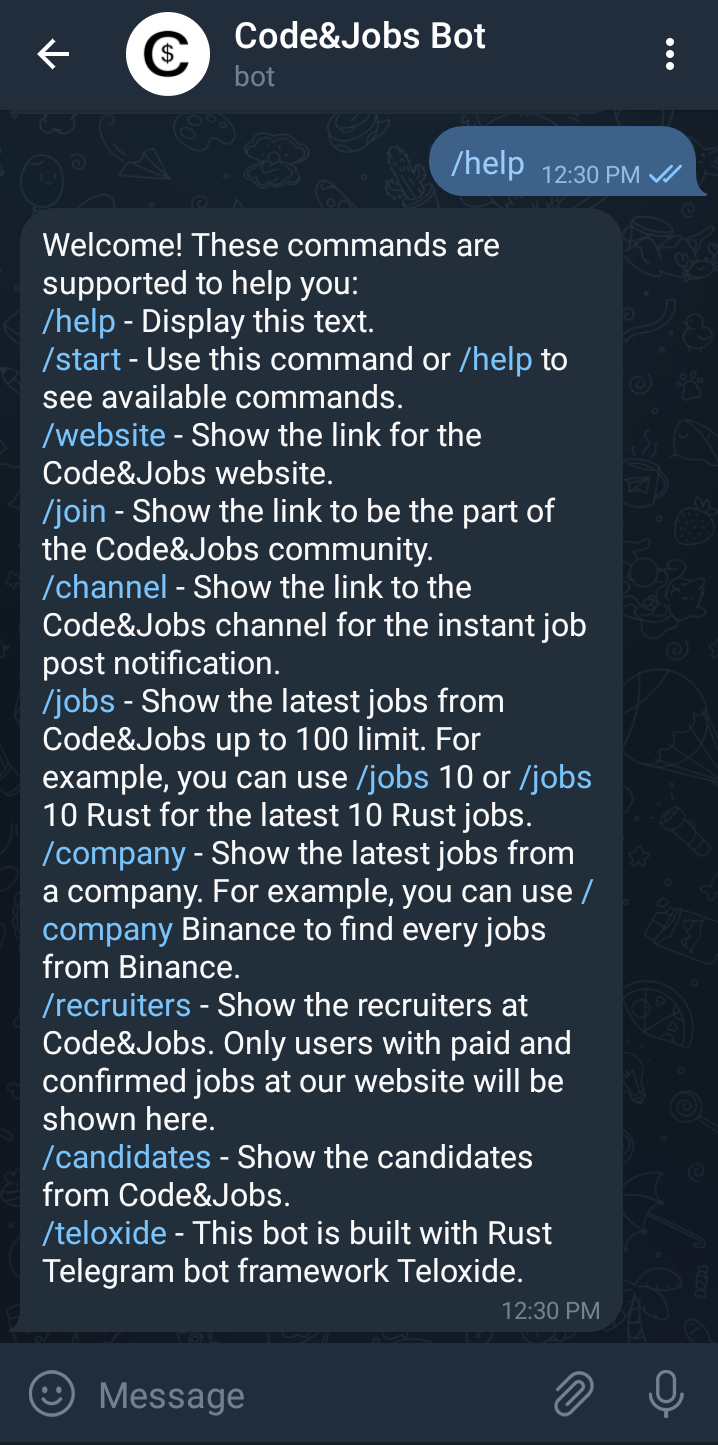 Code&Jobs Bot
bot
/help 12:30 PM
Welcome! These commands are
supported to help you:
/help - Display this text.
/start - Use this command or /help to
see available commands.
/website - Show the link for the
Code&Jobs website.
/join - Show the link to be the part of
the Code&Jobs community.
/channel - Show the link to the
Code&Jobs channel for the instant job
post notification.
/jobs - Show the latest jobs from
Code&Jobs up to 100 limit. For
example, you can use /jobs 10 or /jobs
10 Rust for the latest 10 Rust jobs.
/company - Show the latest jobs from
a company. For example, you can use /
company Binance to find every jobs
from Binance.
/recruiters - Show the recruiters at
Code&Jobs. Only users with paid and
confirmed jobs at our website will be
shown here.
/candidates - Show the candidates
from Code&Jobs.
/teloxide - This bot is built with Rust
Telegram bot framework Teloxide.
12:30 PM
Message